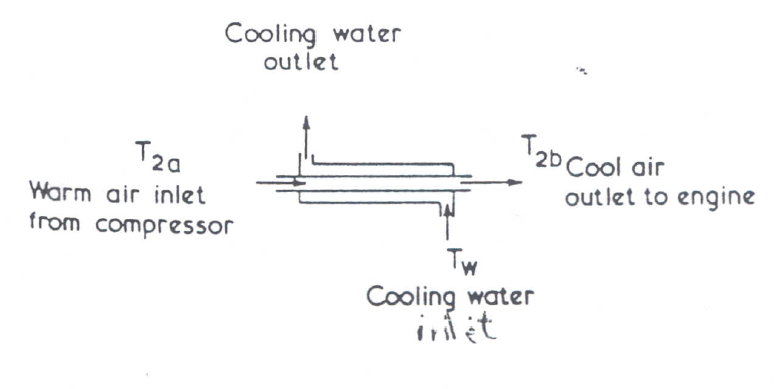 Cooling water
outlet
T2a
Warm air inlet
from compressor
T2b Cool air
outlet to engine
Tw
Cooling water
inlet